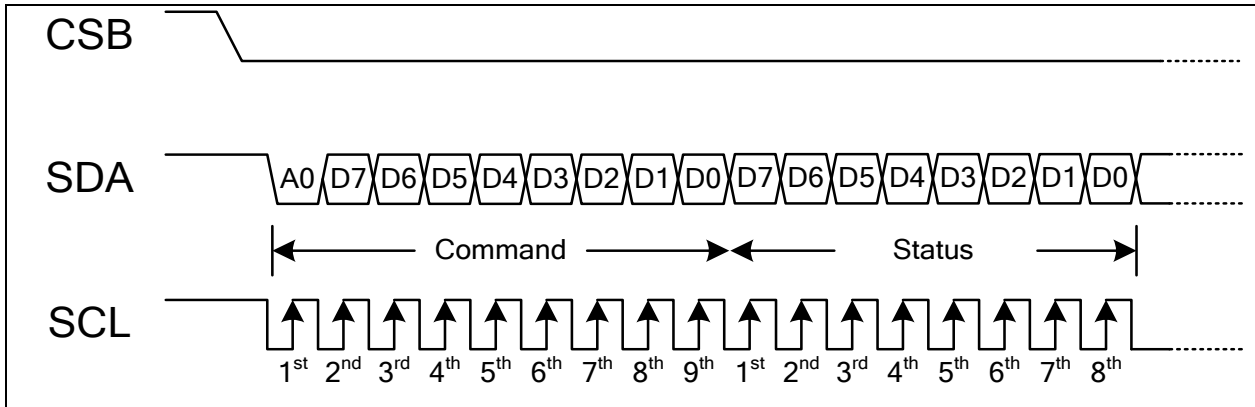 CSB
SDA
A0 D7 D6 D5 D4 D3 D2 D1 D0 D7 D6 D5 D4 D3 D2 D1 D0
Command Status
SCL
1st 2nd 3rd 4th 5th 6th 7th 8th 9th 1st 2nd 3rd 4th 5th 6th 7th 8th